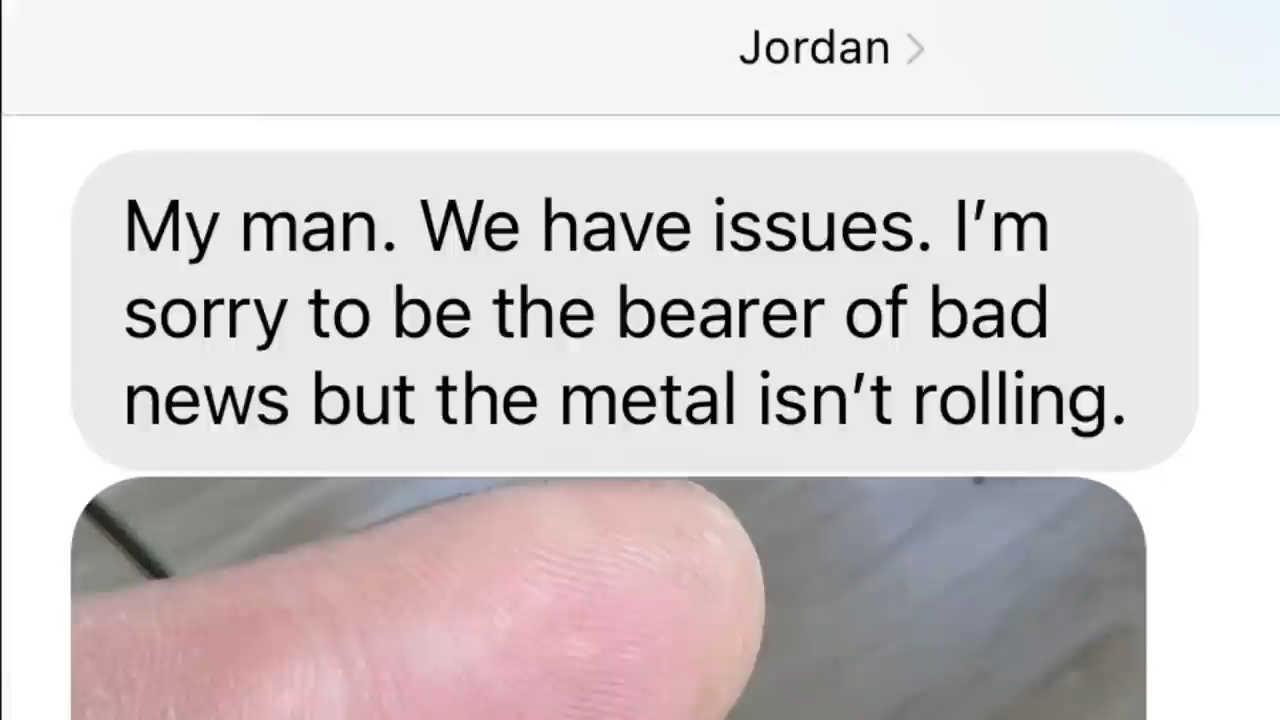 Jordan
My man. We have issues. I’m
sorry to be the bearer of bad
news but the metal isn’t rolling.